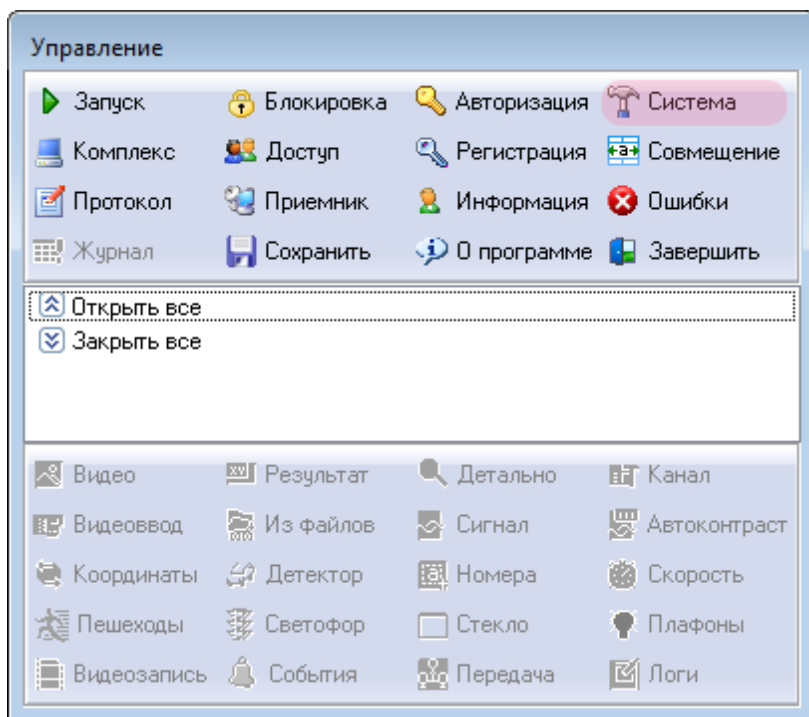 Управление
Запуск Блокировка Авторизация Система
Комплекс Доступ Регистрация Совмещение
Протокол Приемник Информация Ошибки
Журнал Сохранить О программе Завершить
Открыть все
Закрыть все
Видео Результат Детально Канал
Видеоввод Из файлов Сигнал Автоконтраст
Координаты Детектор Номера Скорость
Пешеходы Светофор Стекло Плафоны
Видеозапись События Передача Логи